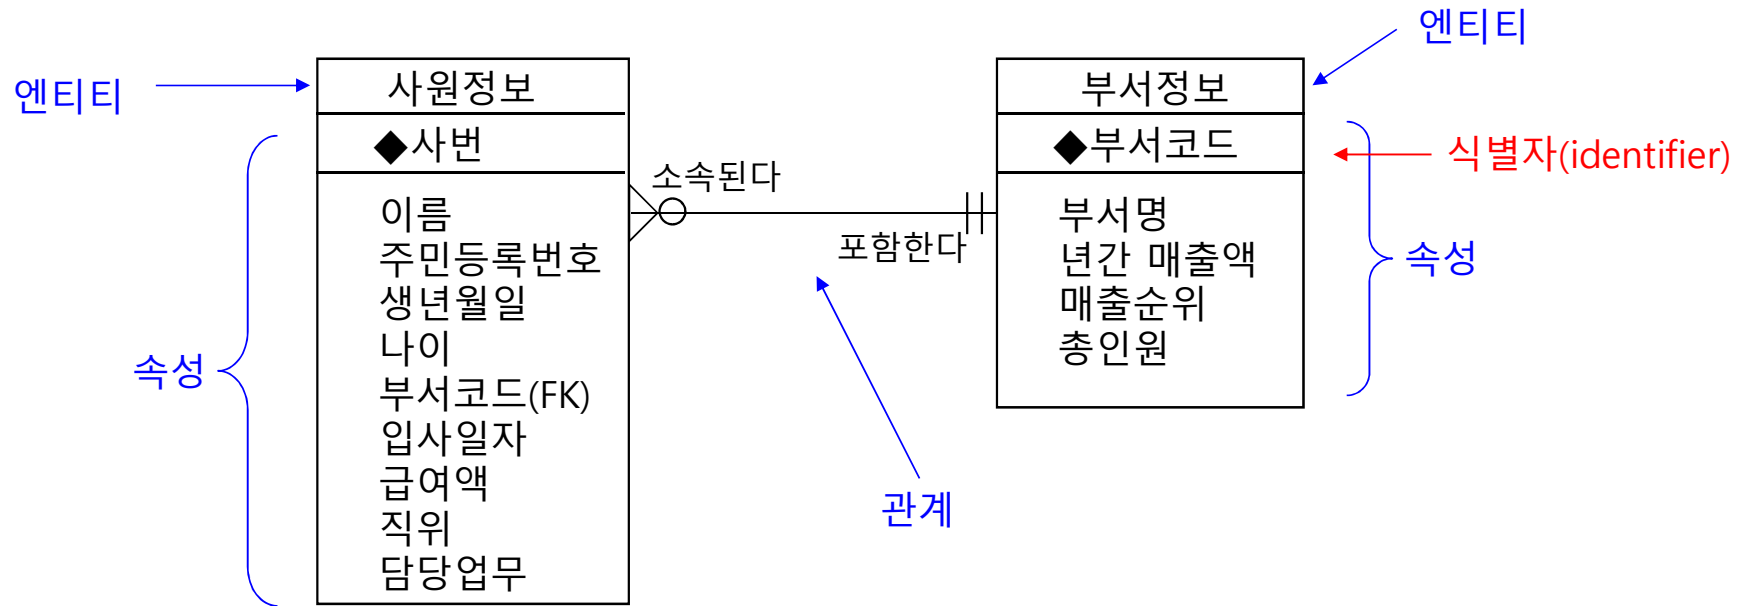 엔티티
엔티티
사원정보
◆사번
이름
주민등록번호
생년월일
나이
부서코드(FK)
입사일자
급여액
직위
담당업무
속성
소속된다
포함한다
관계
부서정보
◆부서코드
부서명
년간 매출액
매출순위
총인원
식별자(identifier)
속성